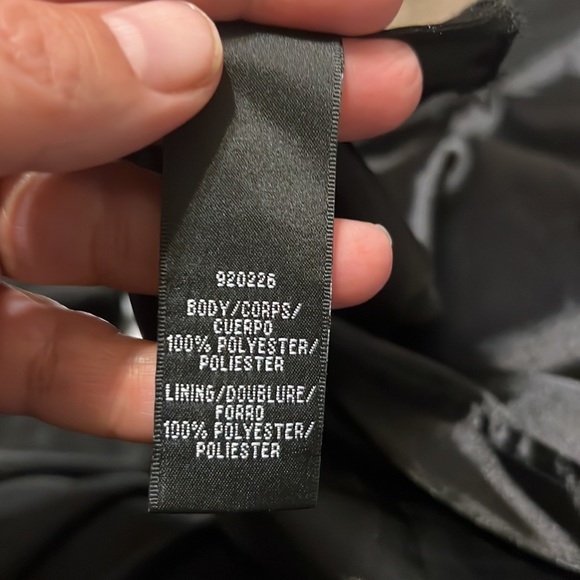 920226
BODY/CORPS/
CUERPO
100% POLYESTER/
POLIESTER
LINING/DOUBLURE/
FORRO
100% POLYESTER/
POLIESTER